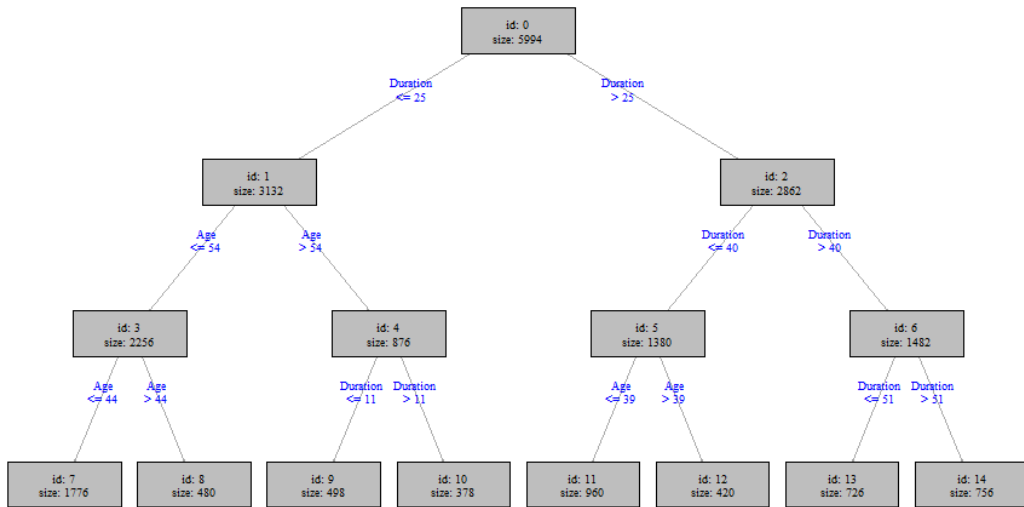 id: 0
size: 5994
Duration
<= 25
Duration
> 25
id: 1
size: 3132
id: 2
size: 2862
Age
<= 54
Age
> 54
Duration
<= 40
Duration
> 40
id: 3
size: 2256
id: 4
size: 876
id: 5
size: 1380
id: 6
size: 1482
Age
<= 44
Age
> 44
Duration
<= 11
Duration
> 11
Age
<= 39
Age
> 39
Duration
<= 51
Duration
> 51
id: 7
size: 1776
id: 8
size: 480
id: 9
size: 498
id: 10
size: 378
id: 11
size: 960
id: 12
size: 420
id: 13
size: 726
id: 14
size: 756